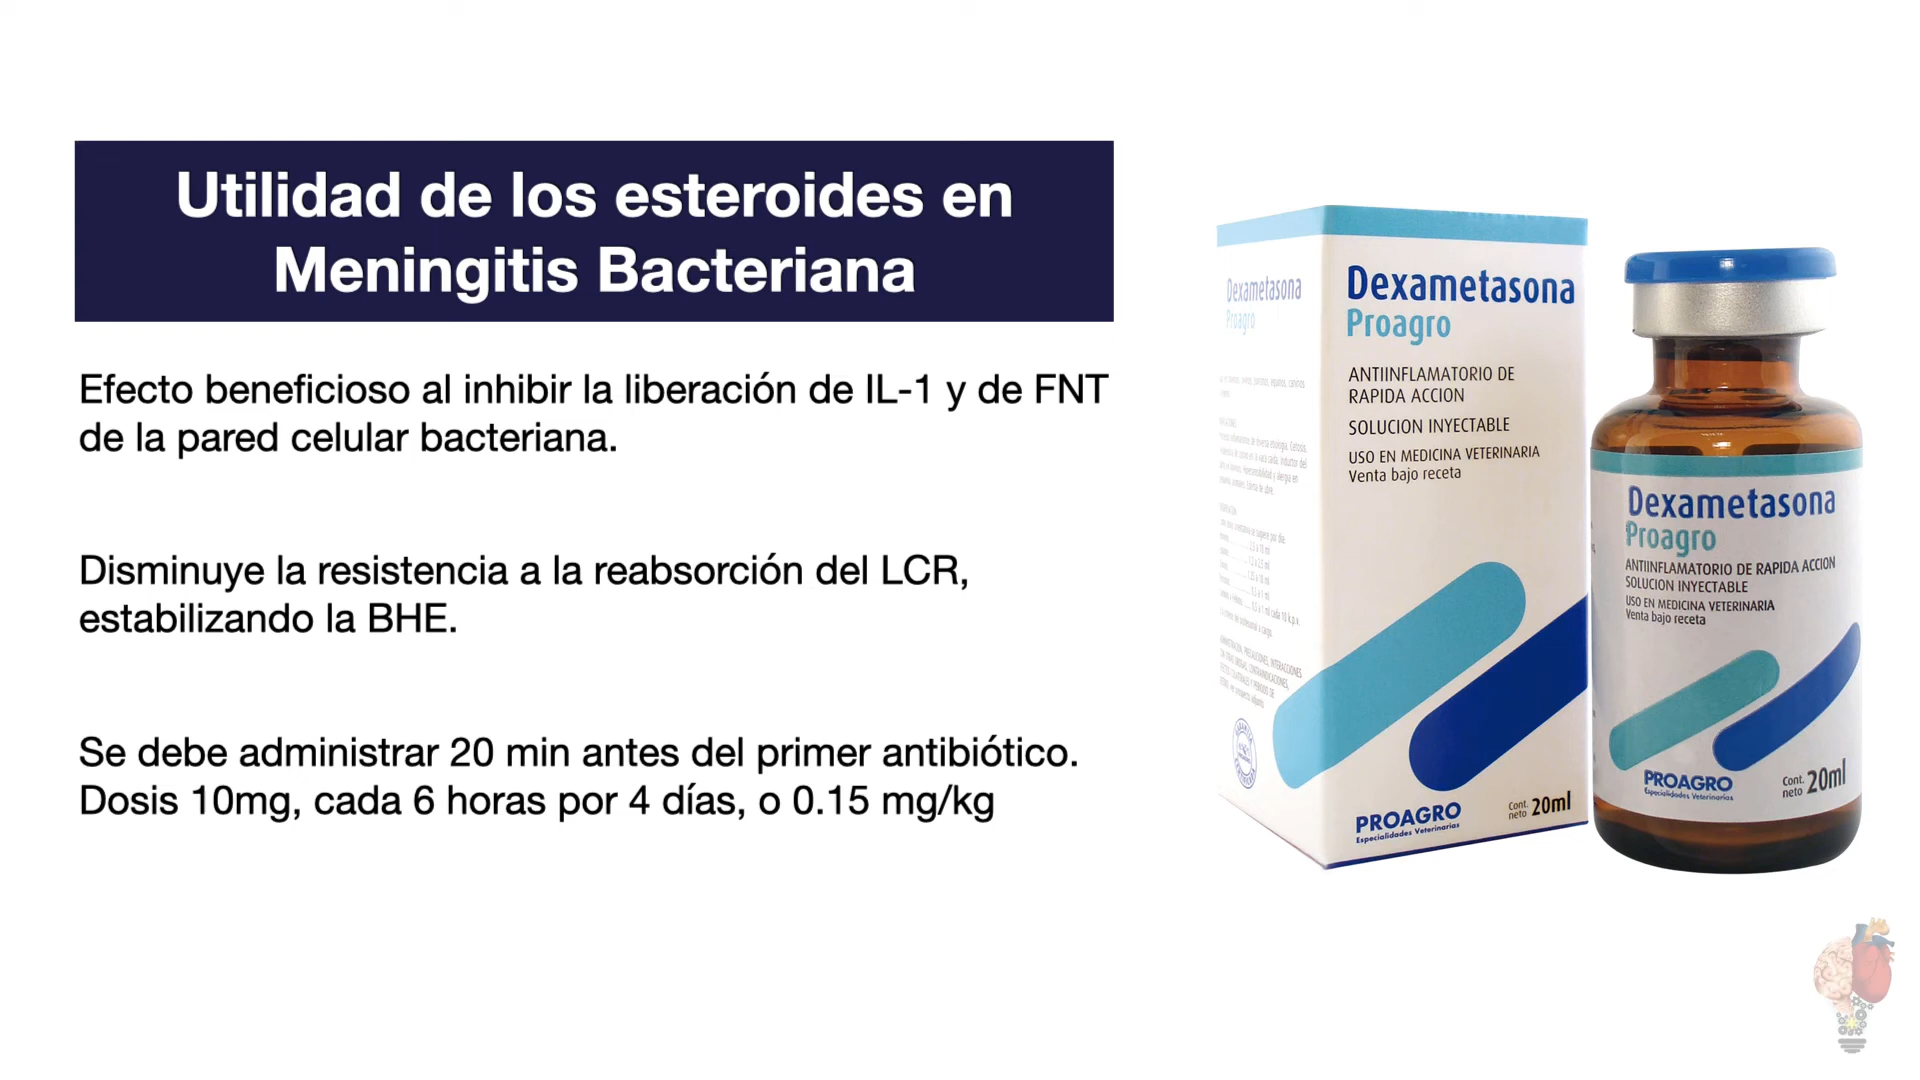 Utilidad de los esteroides en
Meningitis Bacteriana
Efecto beneficioso al inhibir la liberación de IL-1 y de FNT
de la pared celular bacteriana.
Disminuye la resistencia a la reabsorción del LCR,
estabilizando la BHE.
Se debe administrar 20 min antes del primer antibiótico.
Dosis 10mg, cada 6 horas por 4 días, o 0.15 mg/kg
Dexametasona
Proagro
Dexametasona
Proagro
ANTIINFLAMATORIO DE
RAPIDA ACCION
SOLUCION INYECTABLE
USO EN MEDICINA VETERINARIA
Venta bajo receta
PROAGRO
Especialidades Veterinarias
Cont.
neto 20ml
Dexametasona
Proagro
ANTIINFLAMATORIO DE RAPIDA ACCION
SOLUCION INYECTABLE
USO EN MEDICINA VETERINARIA
Venta bajo receta
PROAGRO
Especialidades Veterinarias
Cont.
neto 20ml